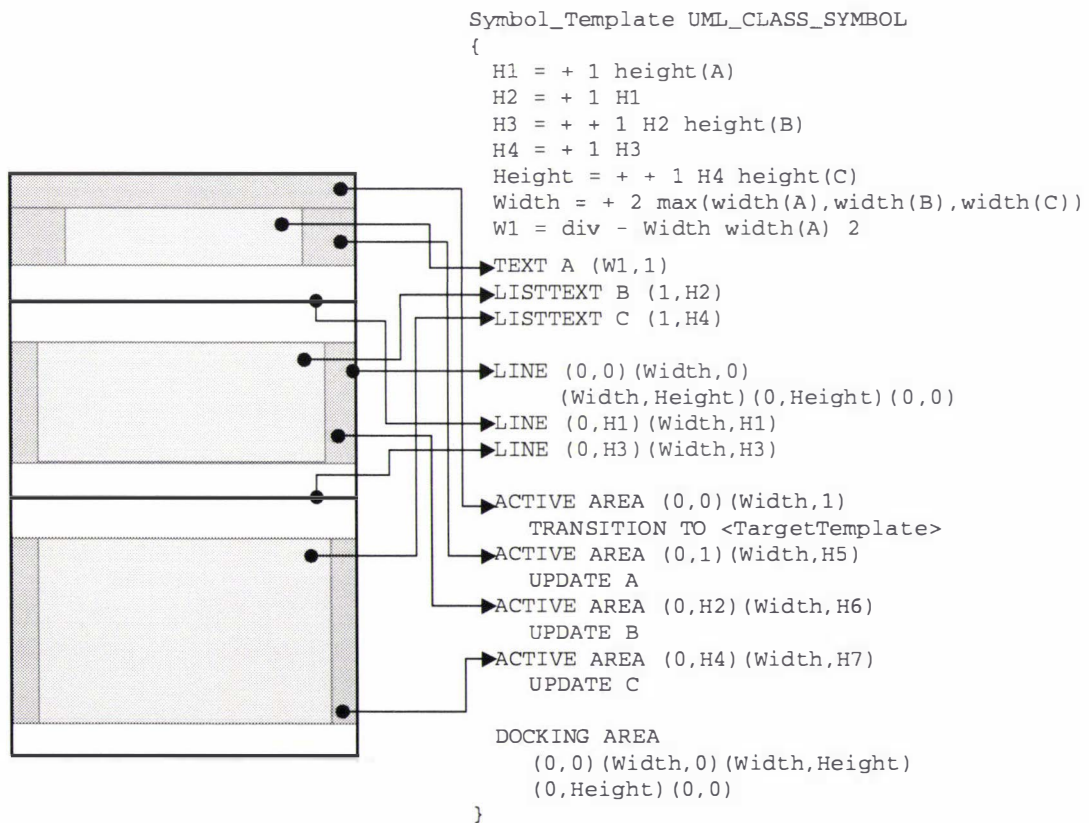 Symbol_Template UML_CLASS_SYMBOL
{
H1 = + 1 height(A)
H2 = + 1 H1
H3 = + + 1 H2 height(B)
H4 = + 1 H3
Height = + + 1 H4 height(C)
Width = + 2 max(width(A),width(B),width(C))
W1 = div - Width width(A) 2
TEXT A (W1,1)
LISTTEXT B (1,H2)
LISTTEXT C (1,H4)
LINE (0,0)(Width,0)
(Width,Height)(0,Height)(0,0)
LINE (0,H1)(Width,H1)
LINE (0,H3)(Width,H3)
ACTIVE AREA (0,0)(Width,1)
TRANSITION TO <TargetTemplate>
ACTIVE AREA (0,1)(Width,H5)
UPDATE A
ACTIVE AREA (0,H2)(Width,H6)
UPDATE B
ACTIVE AREA (0,H4)(Width,H7)
UPDATE C
DOCKING AREA
(0,0)(Width,0)(Width,Height)
(0,Height)(0,0)
}